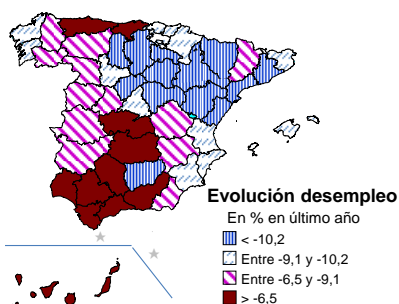 Evolución desempleo
En % en último año
< -10,2
Entre -9,1 y -10,2
Entre -6,5 y -9,1
> -6,5